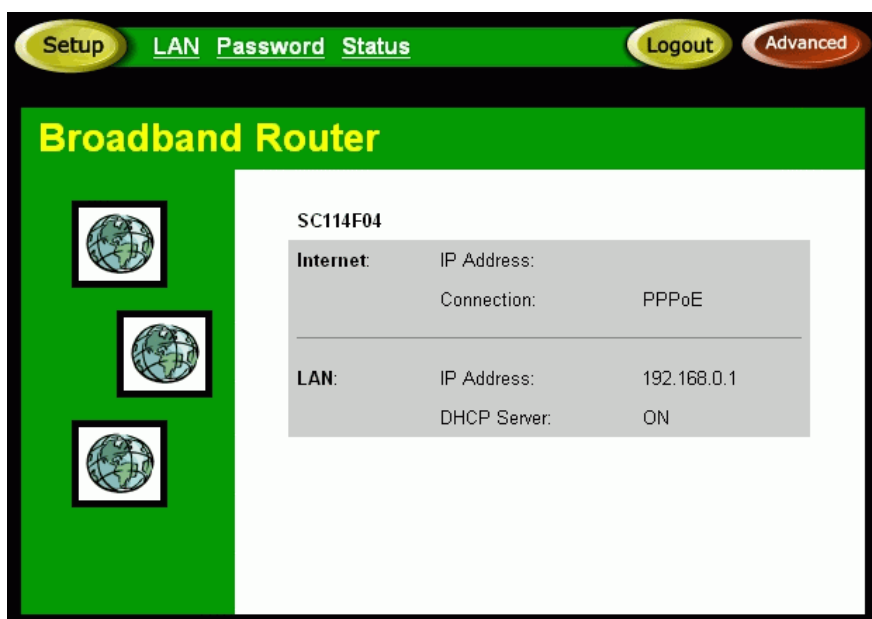 Setup LAN Password Status Logout Advanced
Broadband Router
SC114F04
Internet: IP Address:
Connection: PPPoE
LAN: IP Address: 192.168.0.1
DHCP Server: ON